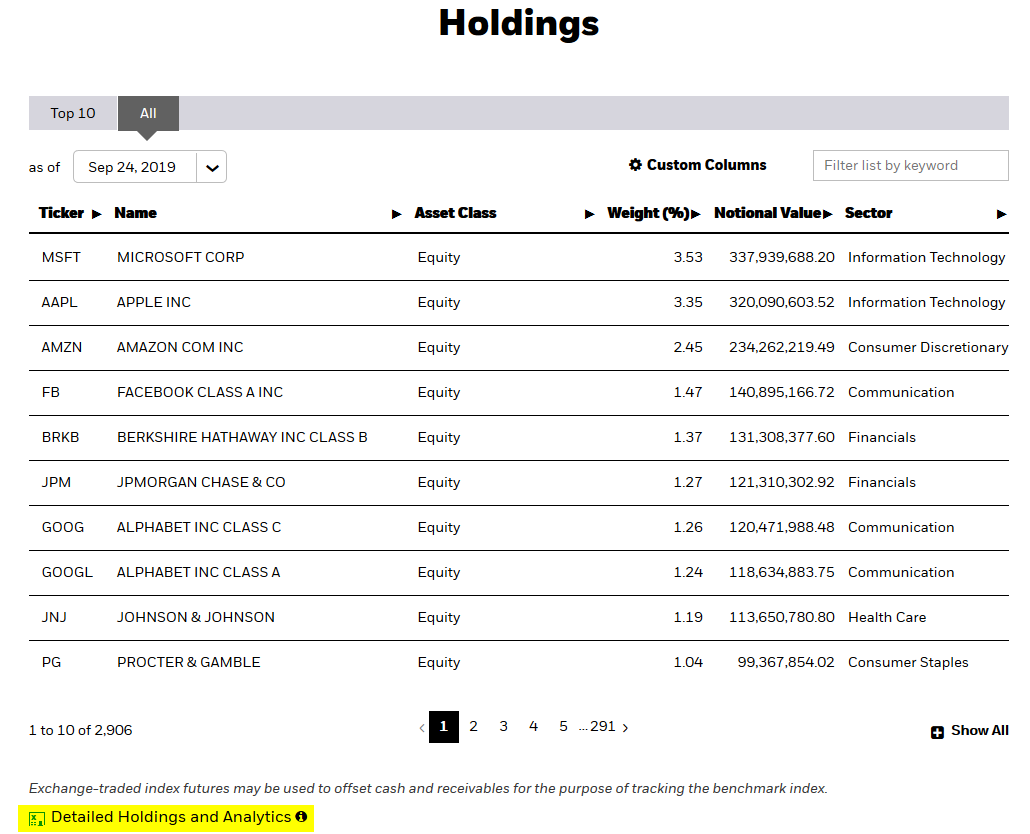 Holdings
Top 10 All
as of Sep 24, 2019 Custom Columns Filter list by keyword
Ticker Name Asset Class Weight (%) Notional Value Sector
MSFT MICROSOFT CORP Equity 3.53 337,939,688.20 Information Technology
AAPL APPLE INC Equity 3.35 320,090,603.52 Information Technology
AMZN AMAZON COM INC Equity 2.45 234,262,219.49 Consumer Discretionary
FB FACEBOOK CLASS A INC Equity 1.47 140,895,166.72 Communication
BRKB BERKSHIRE HATHAWAY INC CLASS B Equity 1.37 131,308,377.60 Financials
JPM JPMORGAN CHASE & CO Equity 1.27 121,310,302.92 Financials
GOOG ALPHABET INC CLASS C Equity 1.26 120,471,988.48 Communication
GOOGL ALPHABET INC CLASS A Equity 1.24 118,634,883.75 Communication
JNJ JOHNSON & JOHNSON Equity 1.19 113,650,780.80 Health Care
PG PROCTER & GAMBLE Equity 1.04 99,367,854.02 Consumer Staples
1 to 10 of 2,906 ‹ 1 2 3 4 5 ...291 › Show All
Exchange-traded index futures may be used to offset cash and receivables for the purpose of tracking the benchmark index.
Detailed Holdings and Analytics